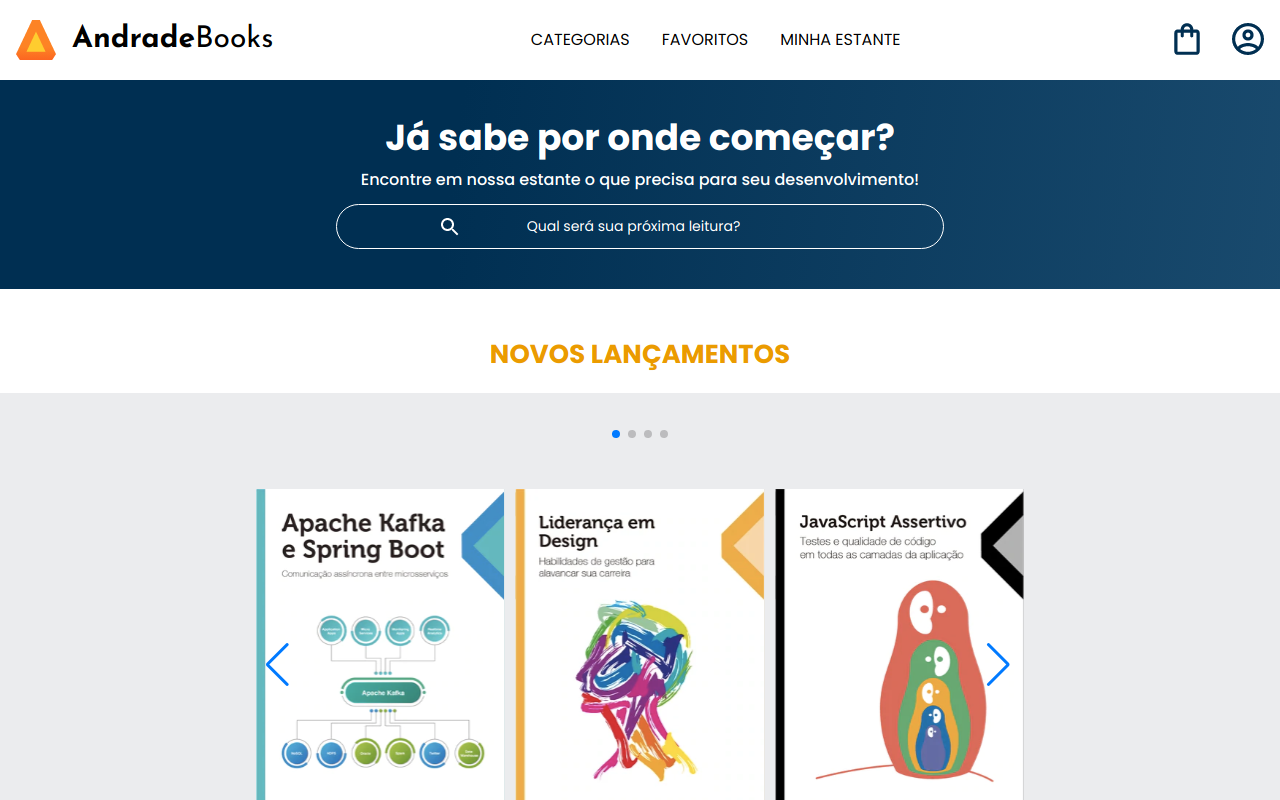 AndradeBooks
CATEGORIAS
FAVORITOS
MINHA ESTANTE
Já sabe por onde começar?
Encontre em nossa estante o que precisa para seu desenvolvimento!
Qual será sua próxima leitura?
NOVOS LANÇAMENTOS
Apache Kafka
e Spring Boot
Comunicação assíncrona entre microsserviços
Apache Kafka
Liderança em
Design
Habilidades de gestão para
alavancar sua carreira
JavaScript Assertivo
Testes e qualidade de código
em todas as camadas da aplicação